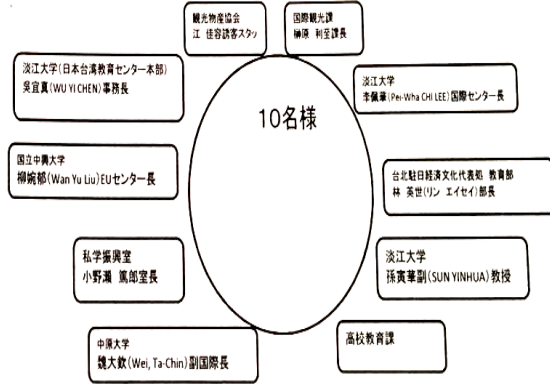 観光物産協会
江 佳容誘客スタッ
国際観光課
榊原 利至課長
淡江大学(日本台湾教育センター本部)
吳宜真(WU YI CHEN)事務長
淡江大学
李佩華(Pei-Wha CHI LEE)国際センター長
10名様
国立中興大学
柳婉郁(Wan Yu Liu)EUセンター長
台北駐日経済文化代表処 教育部
林 英世(リン エイセイ)部長
私学振興室
小野瀬 篤郎室長
淡江大学
孫寅華副(SUN YINHUA)教授
中原大学
魏大欽(Wei, Ta-Chin)副国際長
高校教育課